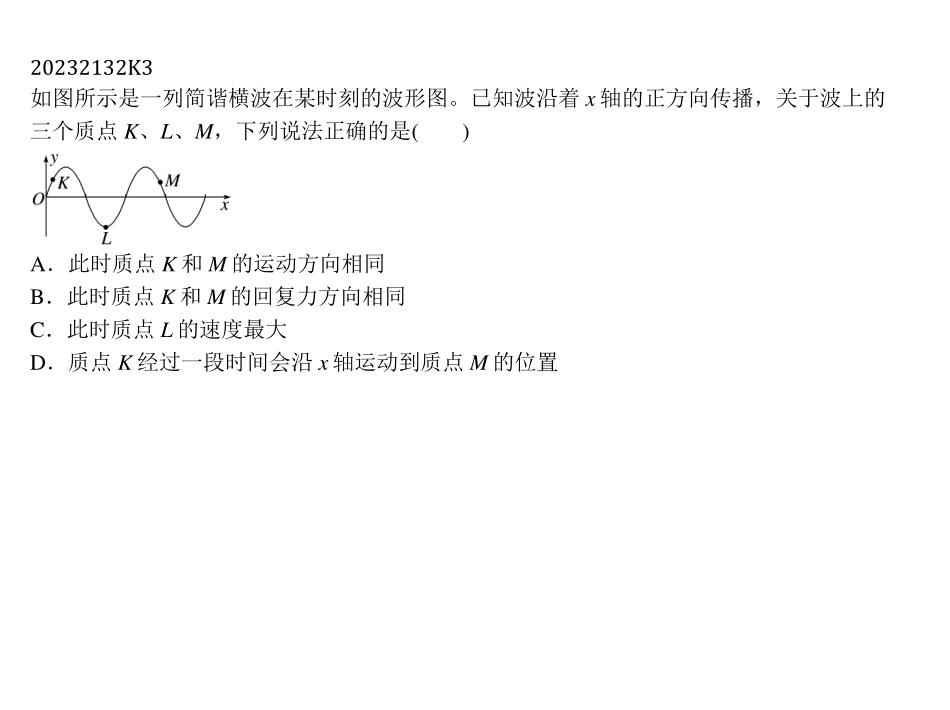 20232132K3
如图所示是一列简谐横波在某时刻的波形图。已知波沿着 x 轴的正方向传播，关于波上的
三个质点 K、L、M，下列说法正确的是(　　)
y
K
M
O
x
L
A．此时质点 K 和 M 的运动方向相同
B．此时质点 K 和 M 的回复力方向相同
C．此时质点 L 的速度最大
D．质点 K 经过一段时间会沿 x 轴运动到质点 M 的位置